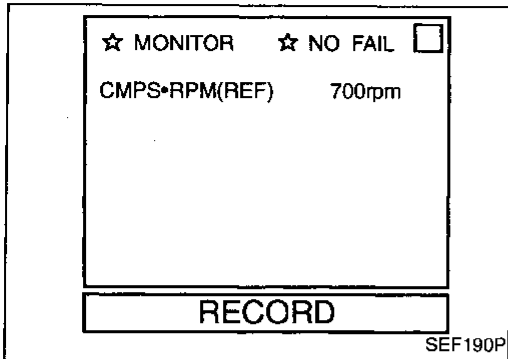 ☆ MONITOR ☆ NO FAIL
CMPS•RPM(REF) 700rpm
RECORD
SEF190P